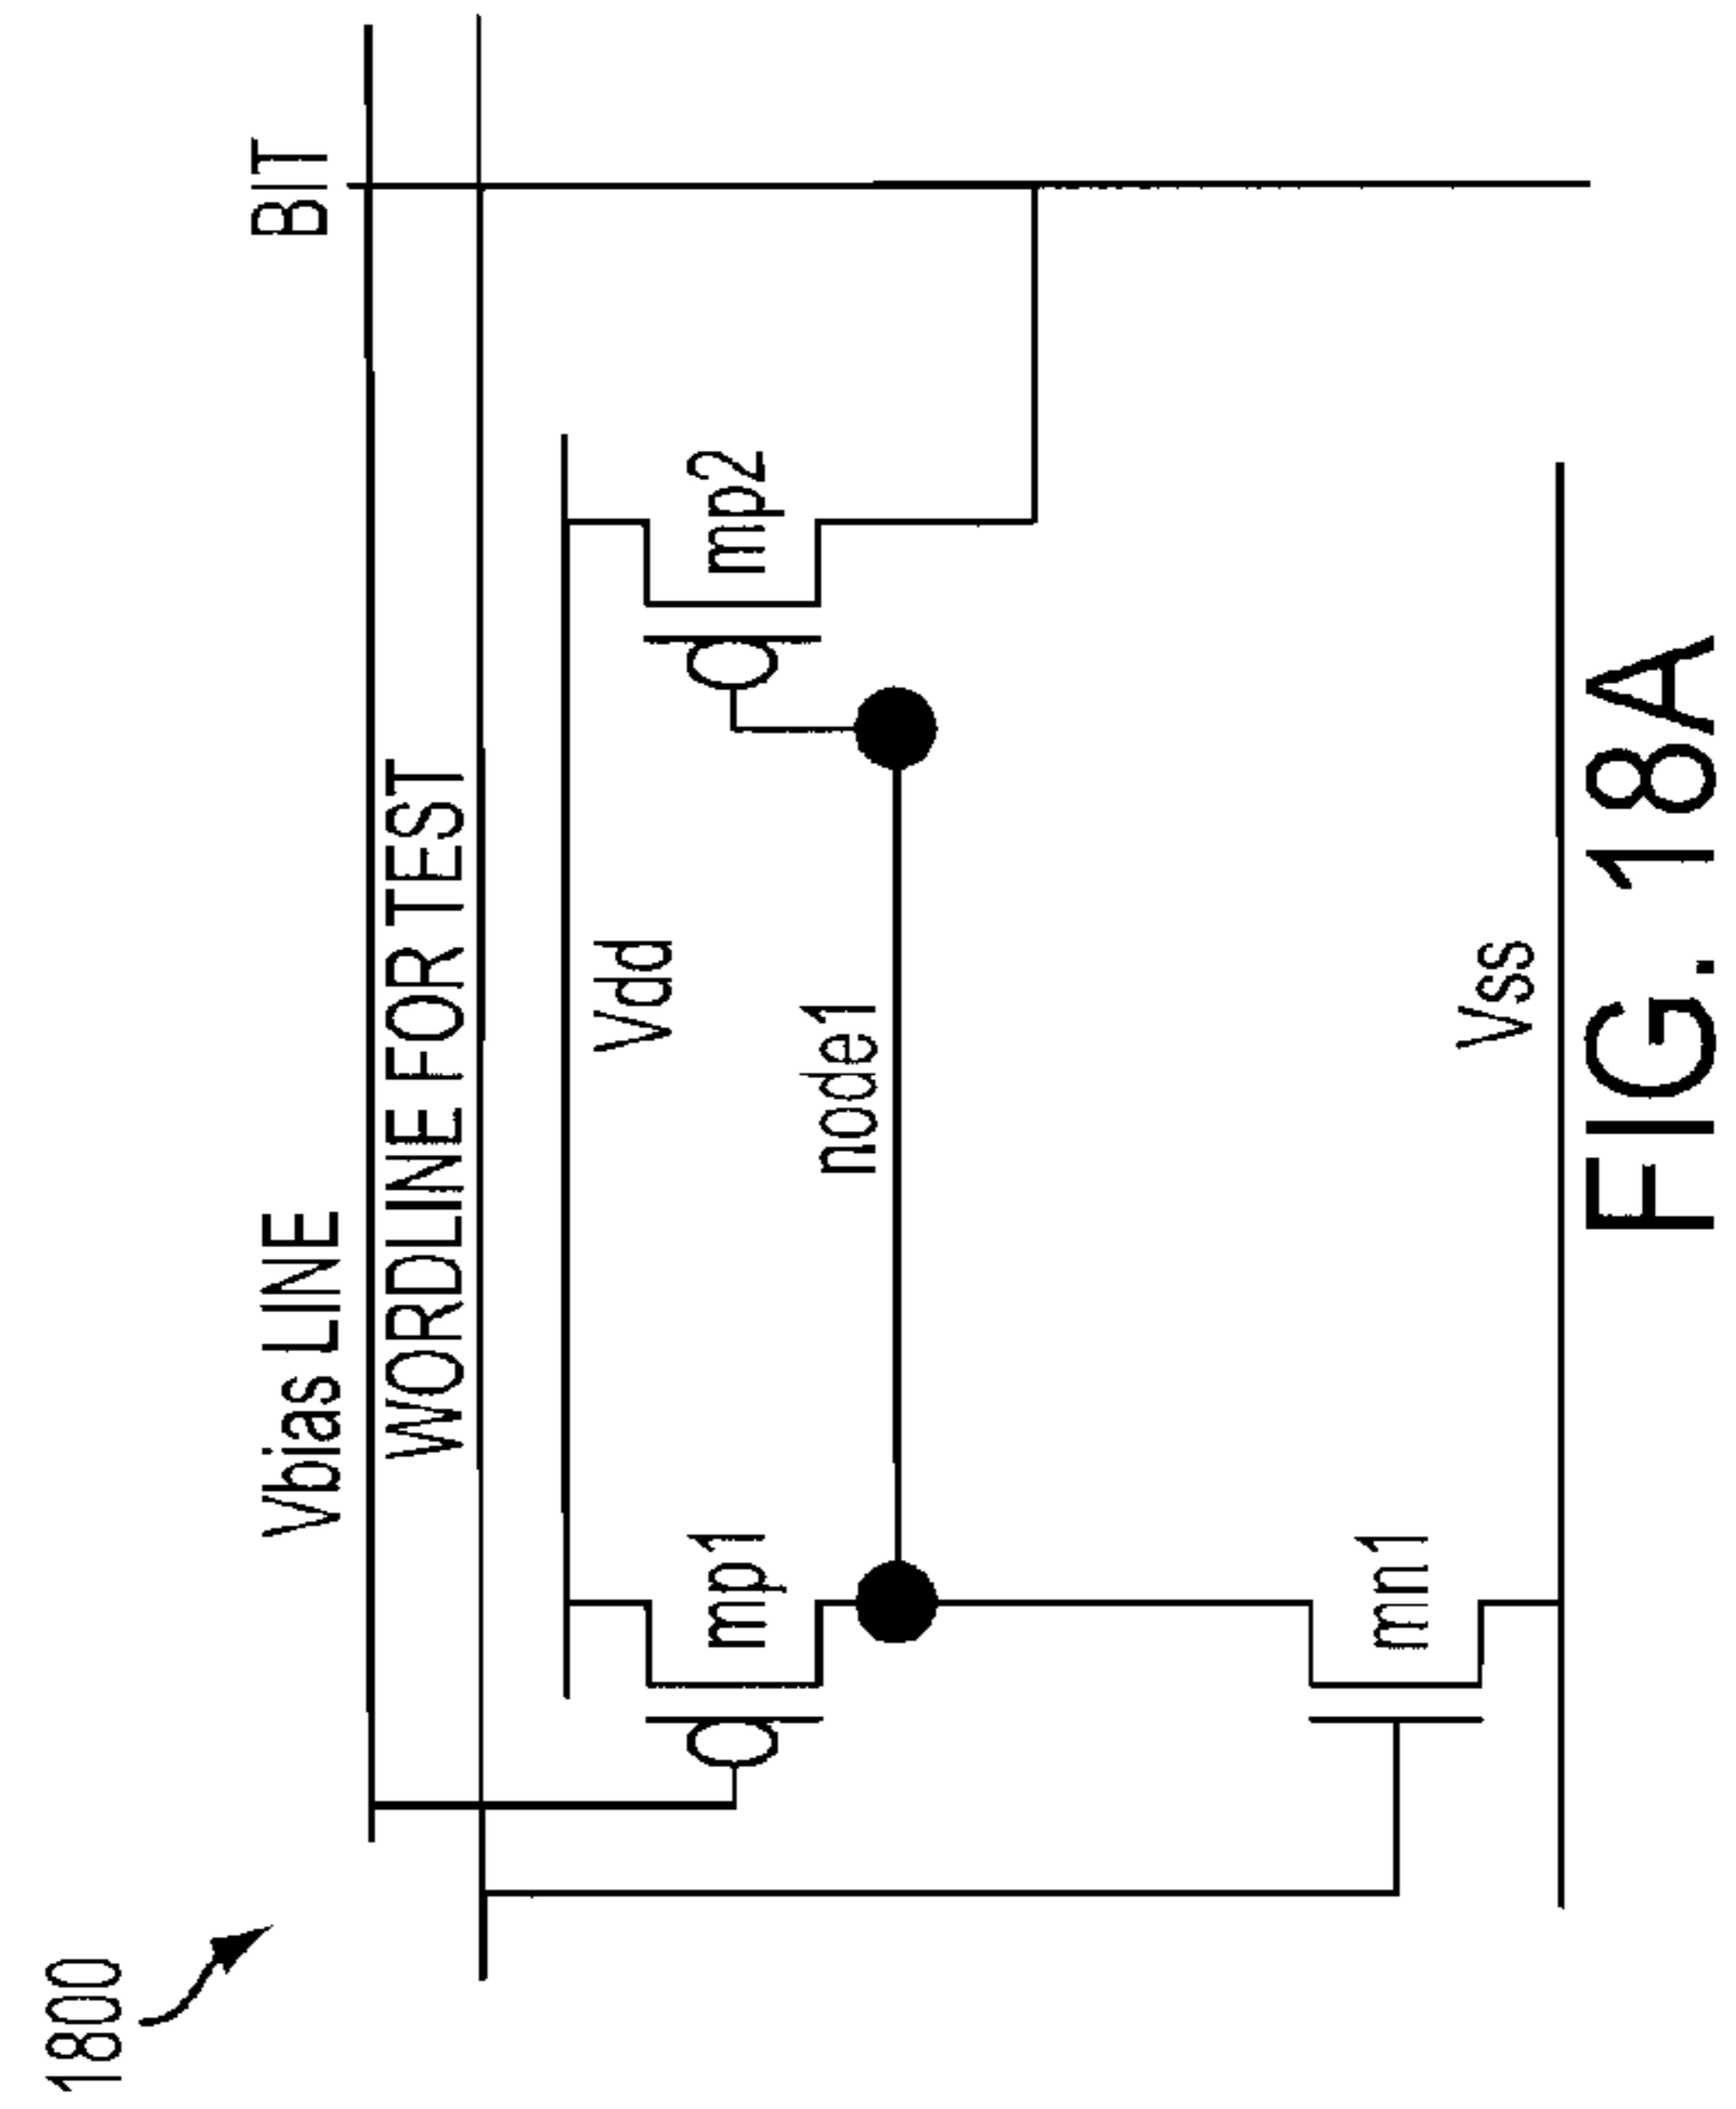 1800
Vbias LINE
BIT
WORDLINE FOR TEST
Vdd
mp1
mp2
node1
mn1
Vss
FIG. 18A